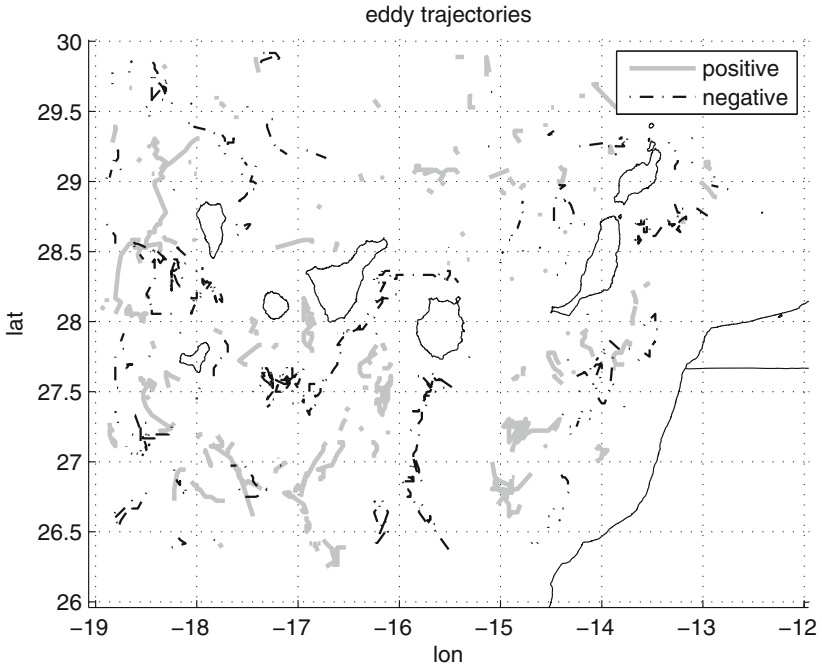 eddy trajectories
30
29.5
29
28.5
28
27.5
27
26.5
26
lat
positive
negative
−19 −18 −17 −16 −15 −14 −13 −12
lon